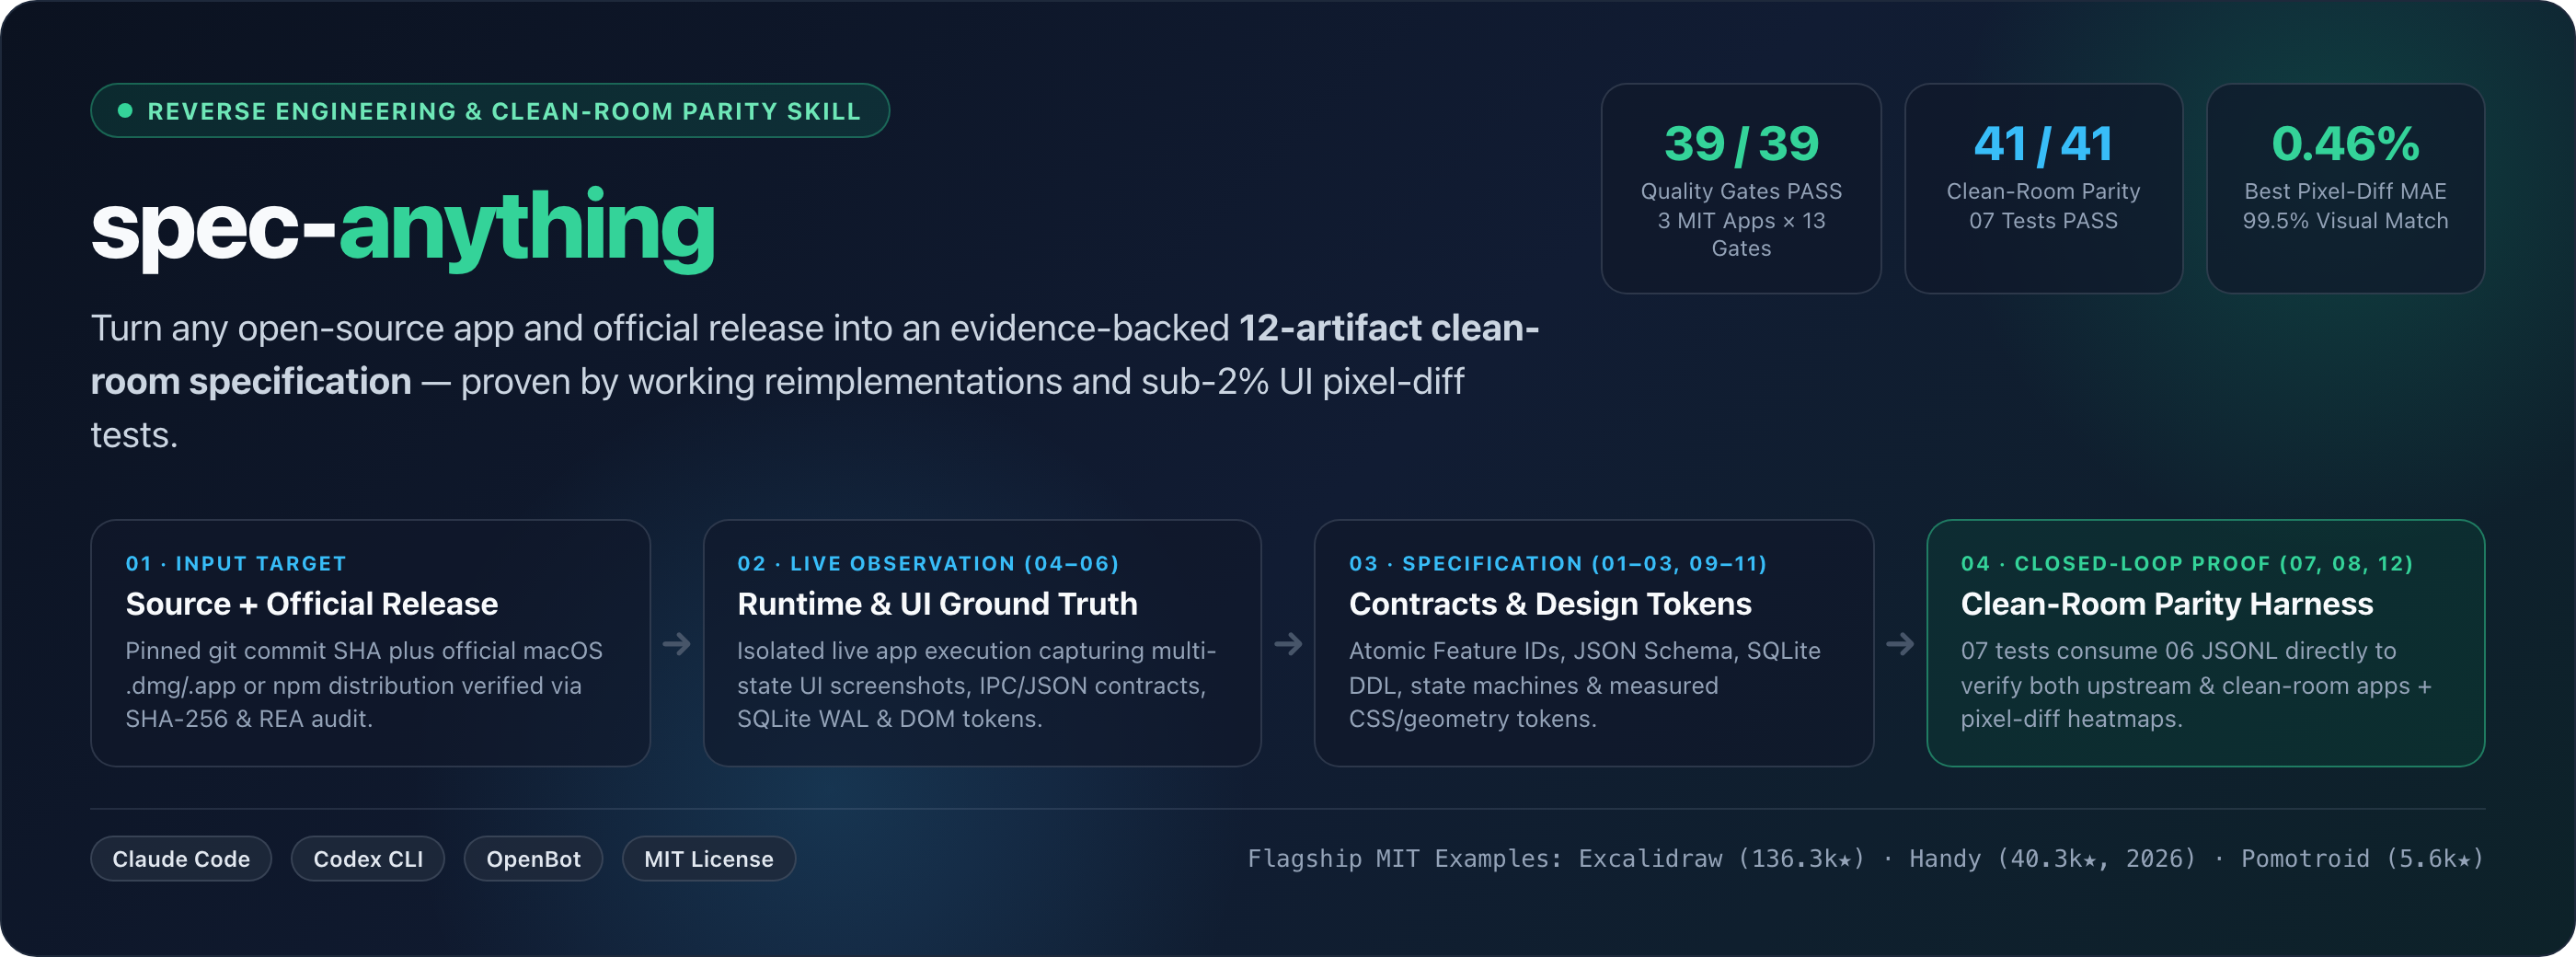 REVERSE ENGINEERING & CLEAN-ROOM PARITY SKILL
spec-anything
Turn any open-source app and official release into an evidence-backed 12-artifact clean-
room specification — proven by working reimplementations and sub-2% UI pixel-diff
tests.
39 / 39
Quality Gates PASS
3 MIT Apps × 13
Gates
41 / 41
Clean-Room Parity
07 Tests PASS
0.46%
Best Pixel-Diff MAE
99.5% Visual Match
01 · INPUT TARGET
Source + Official Release
Pinned git commit SHA plus official macOS
.dmg/.app or npm distribution verified via
SHA-256 & REA audit.
→
02 · LIVE OBSERVATION (04–06)
Runtime & UI Ground Truth
Isolated live app execution capturing multi-
state UI screenshots, IPC/JSON contracts,
SQLite WAL & DOM tokens.
→
03 · SPECIFICATION (01–03, 09–11)
Contracts & Design Tokens
Atomic Feature IDs, JSON Schema, SQLite
DDL, state machines & measured
CSS/geometry tokens.
→
04 · CLOSED-LOOP PROOF (07, 08, 12)
Clean-Room Parity Harness
07 tests consume 06 JSONL directly to
verify both upstream & clean-room apps +
pixel-diff heatmaps.
Claude Code
Codex CLI
OpenBot
MIT License
Flagship MIT Examples: Excalidraw (136.3k★) · Handy (40.3k★, 2026) · Pomotroid (5.6k★)